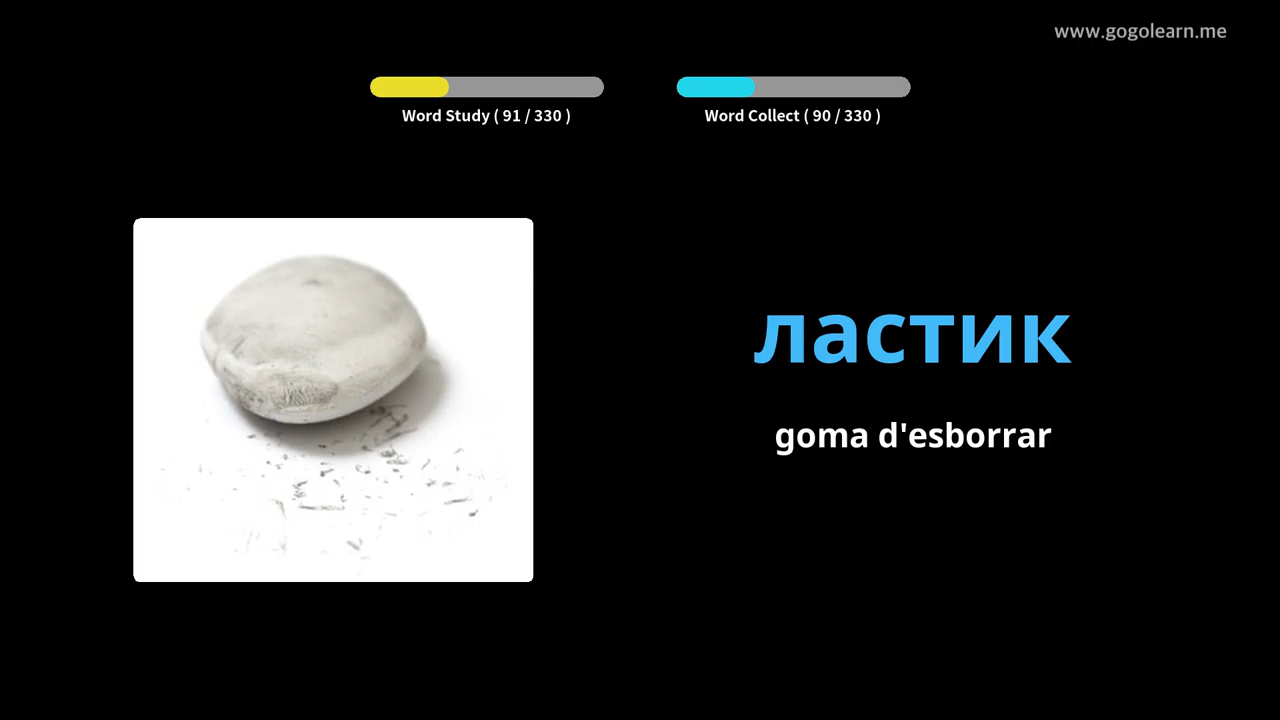 www.gogolearn.me
Word Study ( 91 / 330 )
Word Collect ( 90 / 330 )
ластик
goma d'esborrar